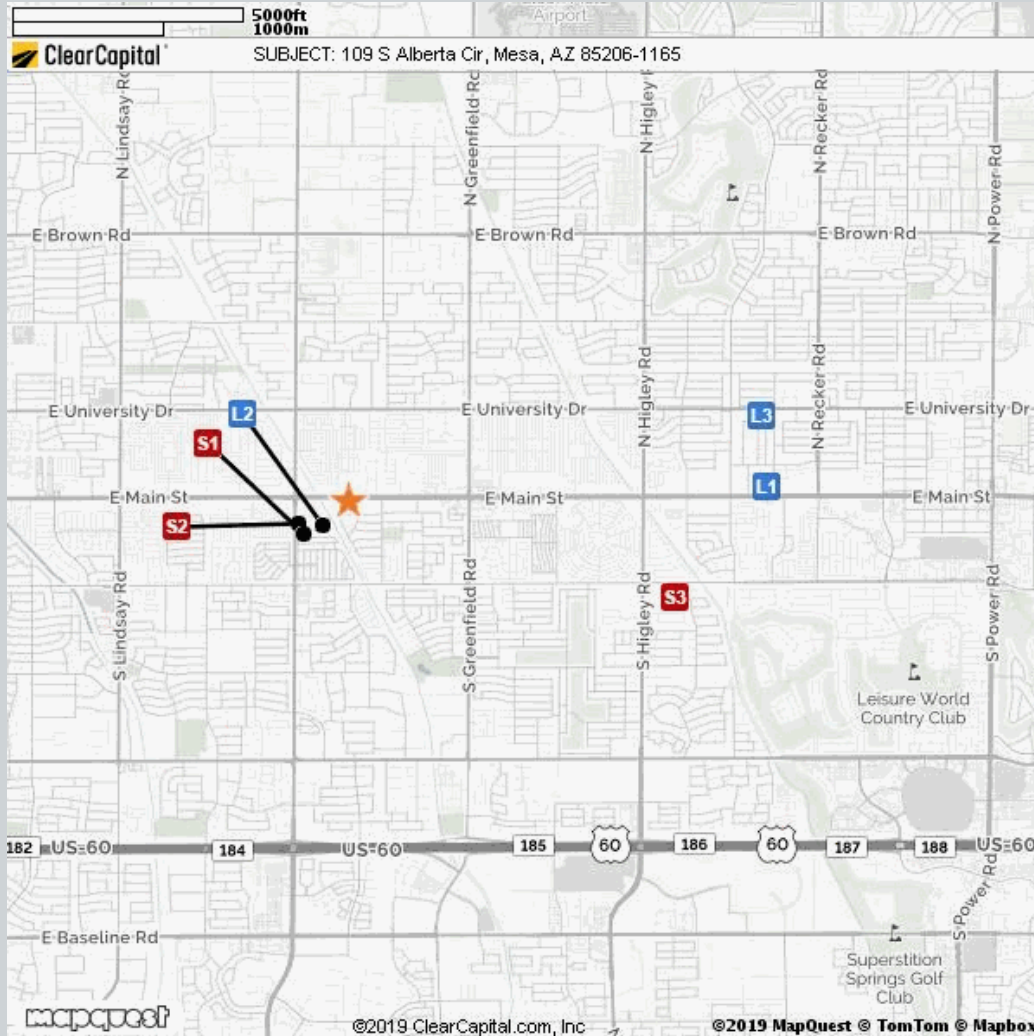 5000ft
1000m
Airport
ClearCapital
SUBJECT: 109 S Alberta Cir, Mesa, AZ 85206-1165
N Lindsay Rd
N Greenfield Rd
N Higley R
N Recker Rd
N Power Rd
E Brown Rd
E Brown Rd
E Brown Rd
N Higley Rd
N Recker Rd
E University Dr
L2
E University Dr
L3
E University Dr
S1
L1
E Main St
E Main St
E Main St
S2
S Lindsay Rd
S Greenfield Rd
S Higley Rd
S3
S Power Rd
Leisure World
Country Club
182
US-60
184
US-60
185
60
186
60
187
188
US-60
S Power Rd
E Baseline Rd
Superstition
Springs Golf
Club
mapquest
©2019 ClearCapital.com, Inc
©2019 MapQuest © TomTom © Mapbox